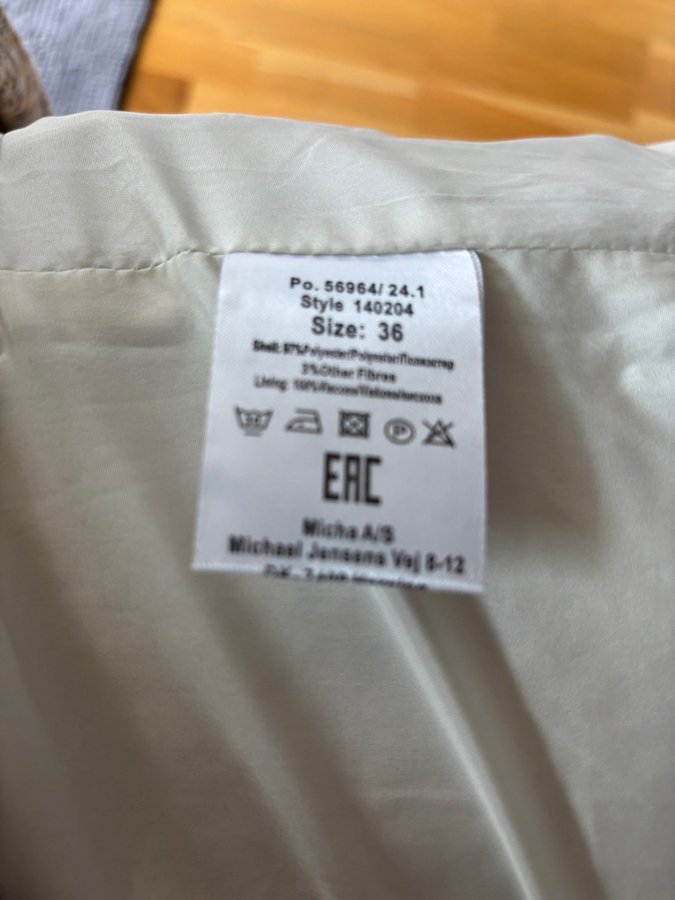 Po. 56964/ 24.1
Style 140204
Size: 36
Shell: 97%Polyester/Polyester/Полиэстер
3%Other Fibres
Lining: 100%Viscose/Viskose/вискоза
30
P
EAC
Micha A/S
Michael Jensens Vej 8-12